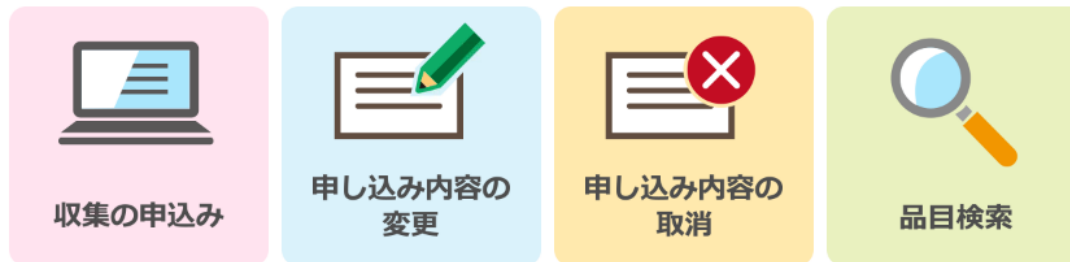 収集の申込み
申し込み内容の
変更
申し込み内容の
取消
品目検索